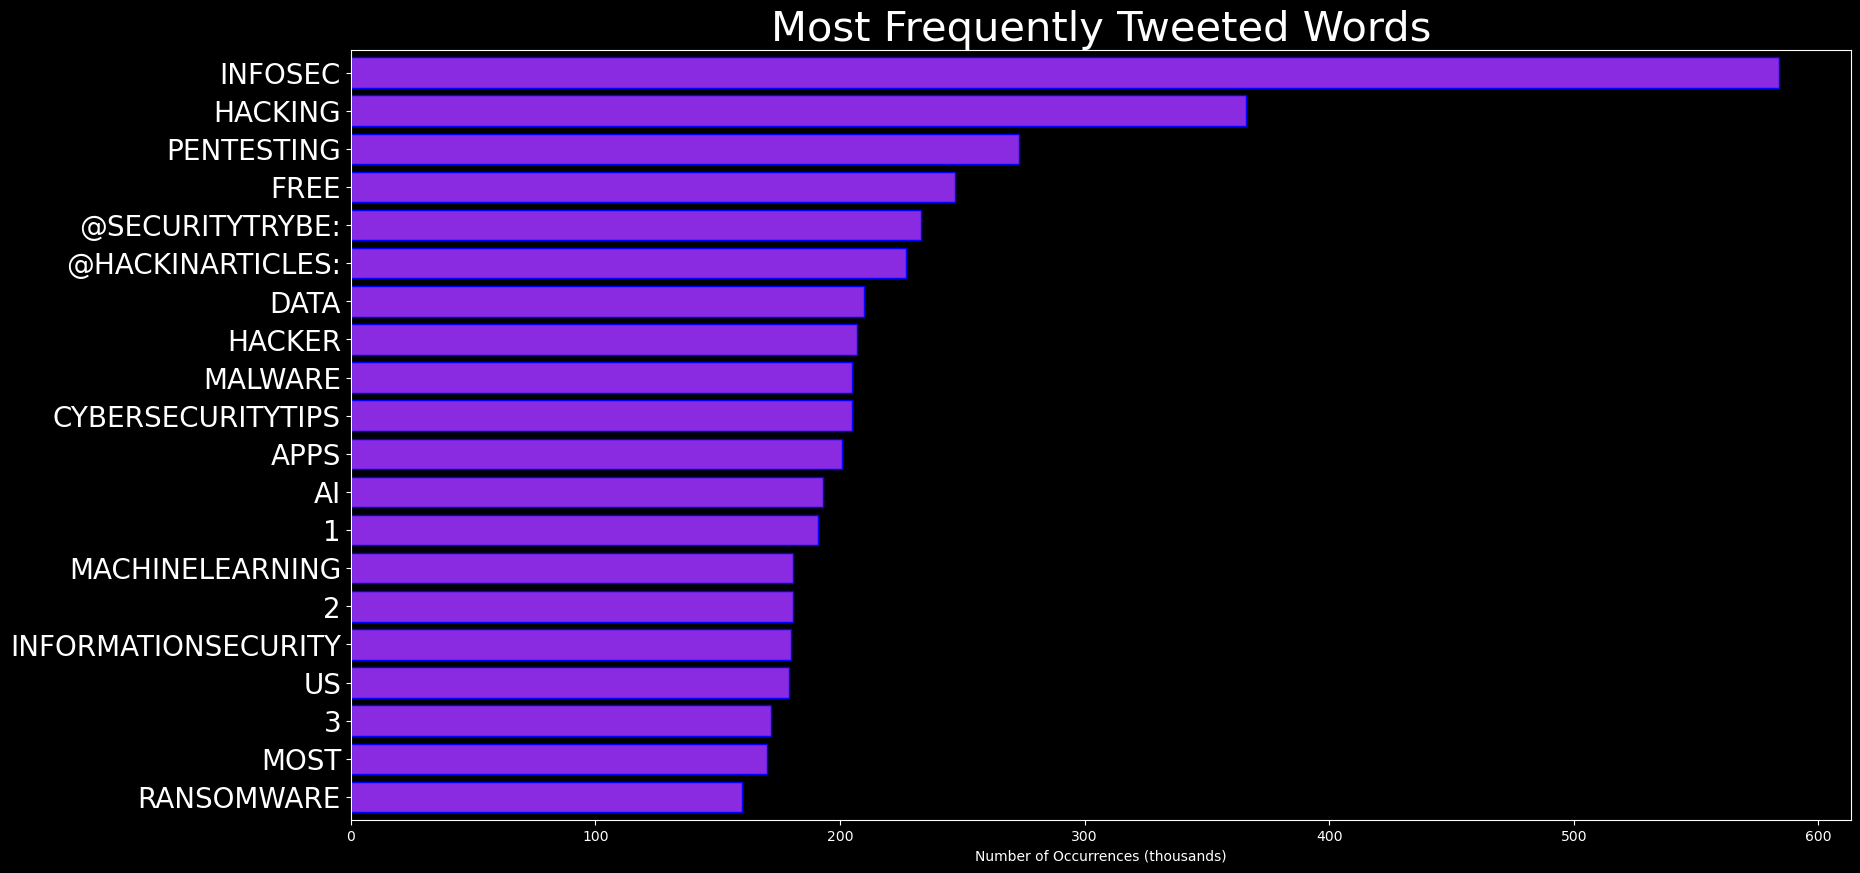 Most Frequently Tweeted Words
INFOSEC
HACKING
PENTESTING
FREE
@SECURITYTRYBE:
@HACKINARTICLES:
DATA
HACKER
MALWARE
CYBERSECURITYTIPS
APPS
AI
1
MACHINELEARNING
2
INFORMATIONSECURITY
US
3
MOST
RANSOMWARE
0 100 200 300 400 500 600
Number of Occurrences (thousands)